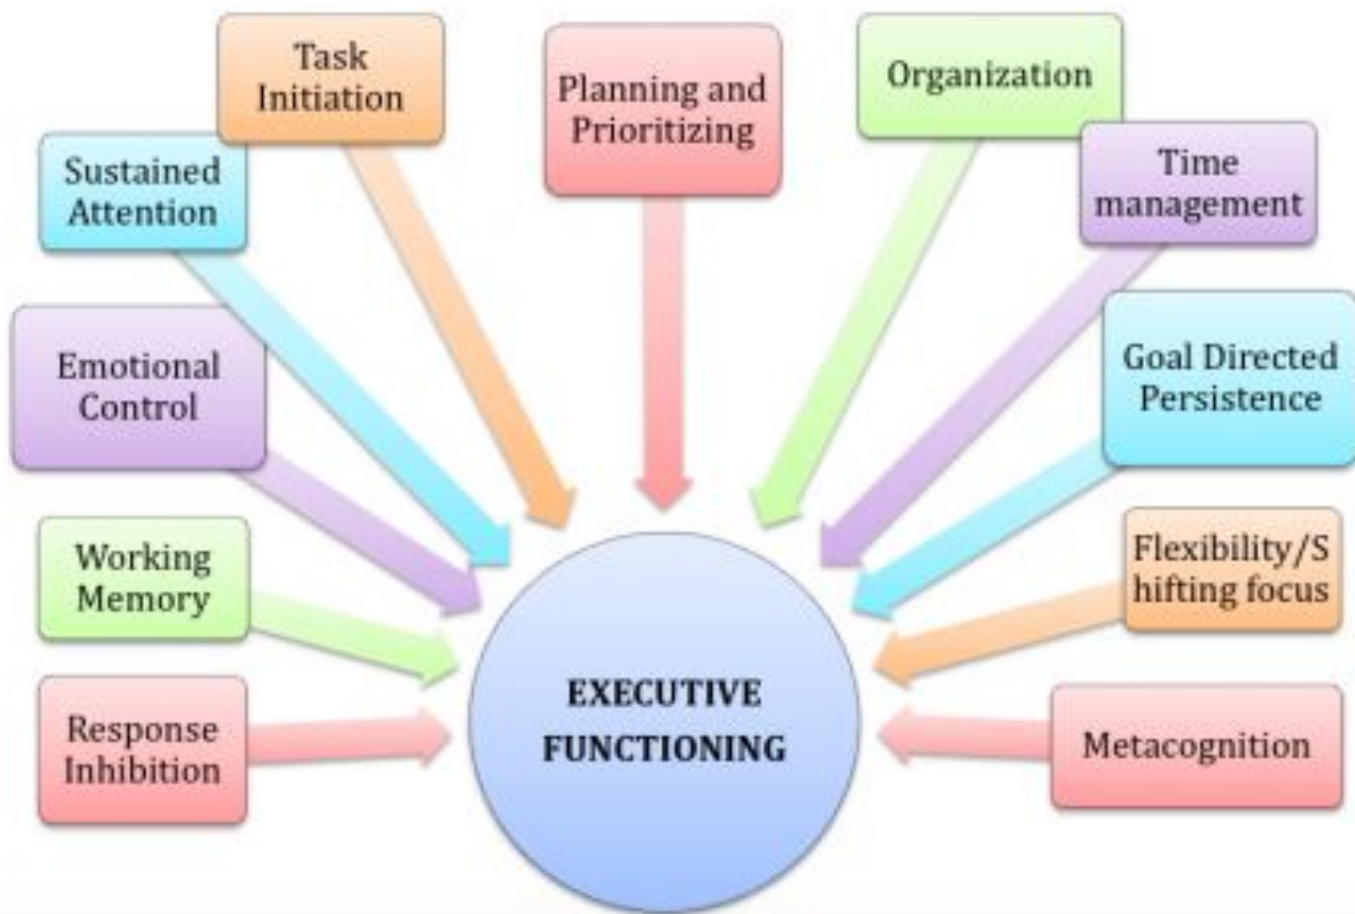 Task
Initiation
Planning and
Prioritizing
Organization
Sustained
Attention
Time
management
Emotional
Control
Goal Directed
Persistence
Working
Memory
Flexibility/S
hifting focus
Response
Inhibition
Metacognition
EXECUTIVE
FUNCTIONING